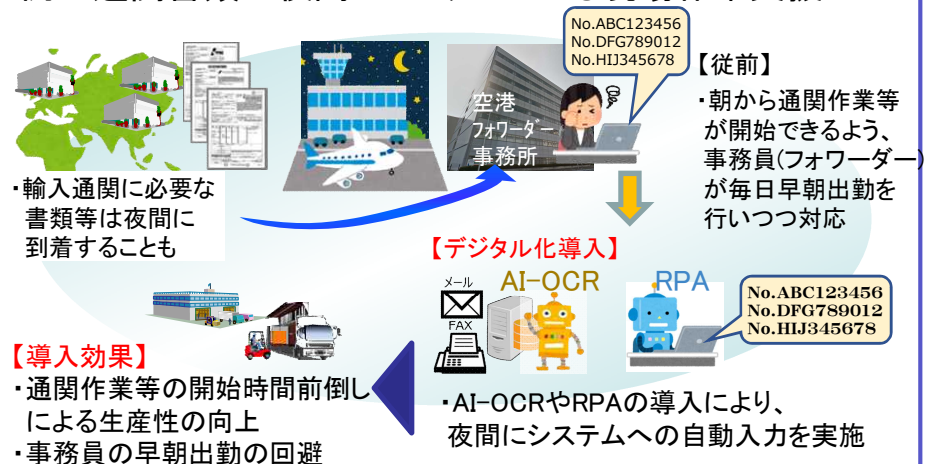 No.ABC123456
No.DFG789012
No.HIJ345678
空港
フォワーダー
事務所
【従前】
・朝から通関作業等
が開始できるよう、
事務員(フォワーダー)
が毎日早朝出勤を
行いつつ対応
・輸入通関に必要な
書類等は夜間に
到着することも
【デジタル化導入】
メール
FAX
AI-OCR
RPA
No.ABC123456
No.DFG789012
No.HIJ345678
・AI-OCRやRPAの導入により、
夜間にシステムへの自動入力を実施
【導入効果】
・通関作業等の開始時間前倒し
による生産性の向上
・事務員の早朝出勤の回避